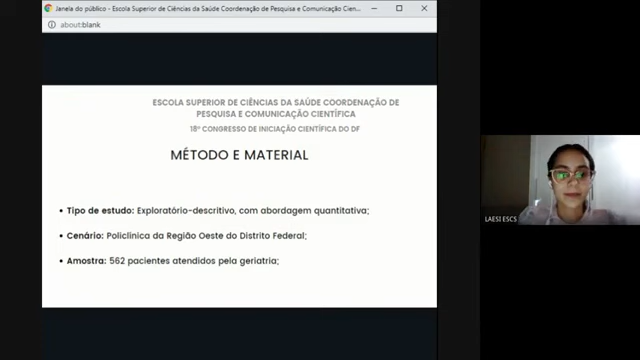 Janela do público - Escola Superior de Ciências da Saúde Coordenação de Pesquisa e Comunicação Cien...
about:blank
ESCOLA SUPERIOR DE CIÊNCIAS DA SAÚDE COORDENAÇÃO DE
PESQUISA E COMUNICAÇÃO CIENTÍFICA
18º CONGRESSO DE INICIAÇÃO CIENTÍFICA DO DF
MÉTODO E MATERIAL
• Tipo de estudo: Exploratório-descritivo, com abordagem quantitativa;
• Cenário: Policlínica da Região Oeste do Distrito Federal;
• Amostra: 562 pacientes atendidos pela geriatria;
LAESI ESCS